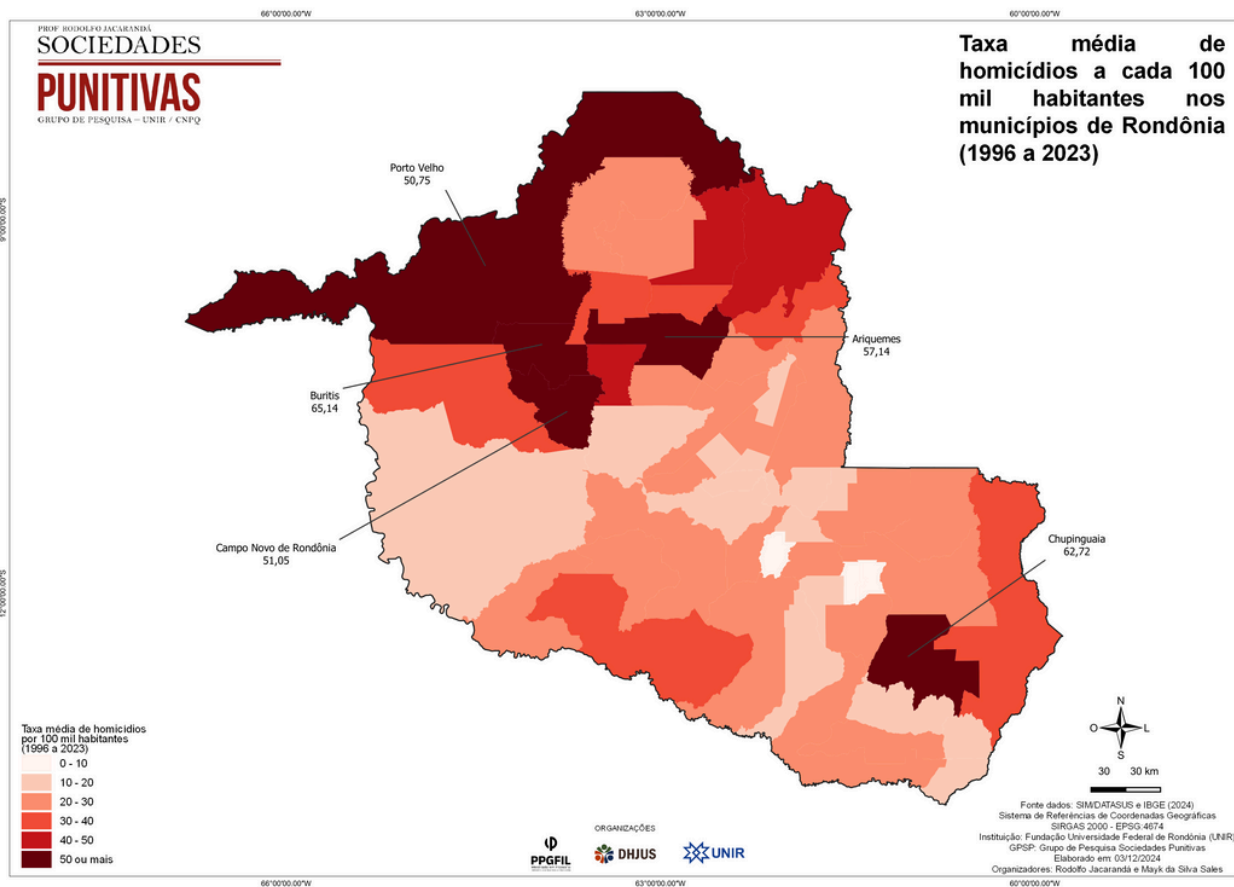 66°00'00.00"W
63°00'00.00"W
60°00'00.00"W
PROF RODOLFO JACARANDÁ
SOCIEDADES
PUNITIVAS
GRUPO DE PESQUISA – UNIR / CNPQ
Taxa média de
homicídios a cada 100
mil habitantes nos
municípios de Rondônia
(1996 a 2023)
Porto Velho
50,75
9°00'00.00"S
Ariquemes
57,14
Buritis
65,14
Campo Novo de Rondônia
51,05
Chupinguaia
62,72
12°00'00.00"S
Taxa média de homicídios
por 100 mil habitantes
(1996 a 2023)
0 - 10
10 - 20
20 - 30
30 - 40
40 - 50
50 ou mais
N
O
L
S
30 30 km
ORGANIZAÇÕES
PPGFIL
DHJUS
UNIR
Fonte dados: SIM/DATASUS e IBGE (2024)
Sistema de Referências de Coordenadas Geográficas
SIRGAS 2000 - EPSG:4674
Instituição: Fundação Universidade Federal de Rondônia (UNIR)
GPSP: Grupo de Pesquisa Sociedades Punitivas
Elaborado em: 03/12/2024
Organizadores: Rodolfo Jacarandá e Mayk da Silva Sales
66°00'00.00"W
63°00'00.00"W
60°00'00.00"W